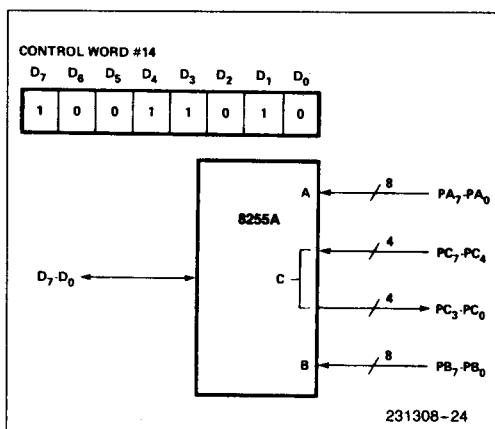 CONTROL WORD #14
D7 D6 D5 D4 D3 D2 D1 D0
1 0 0 1 1 0 1 0
8255A
A 8 PA7-PA0
4 PC7-PC4
D7-D0 C
4 PC3-PC0
B 8 PB7-PB0
231308-24